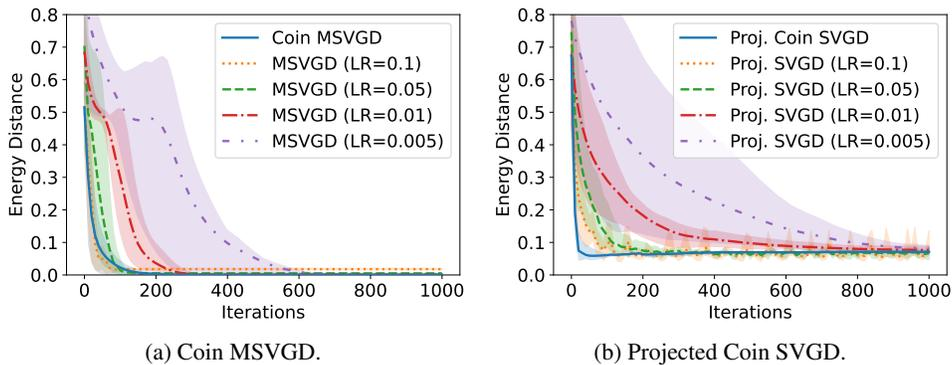 0.8
0.7
0.6
0.5
0.4
0.3
0.2
0.1
0.0
Energy Distance
0 200 400 600 800 1000
Iterations
Coin MSVGD
MSVGD (LR=0.1)
MSVGD (LR=0.05)
MSVGD (LR=0.01)
MSVGD (LR=0.005)
(a) Coin MSVGD.
0.8
0.7
0.6
0.5
0.4
0.3
0.2
0.1
0.0
Energy Distance
0 200 400 600 800 1000
Iterations
Proj. Coin SVGD
Proj. SVGD (LR=0.1)
Proj. SVGD (LR=0.05)
Proj. SVGD (LR=0.01)
Proj. SVGD (LR=0.005)
(b) Projected Coin SVGD.